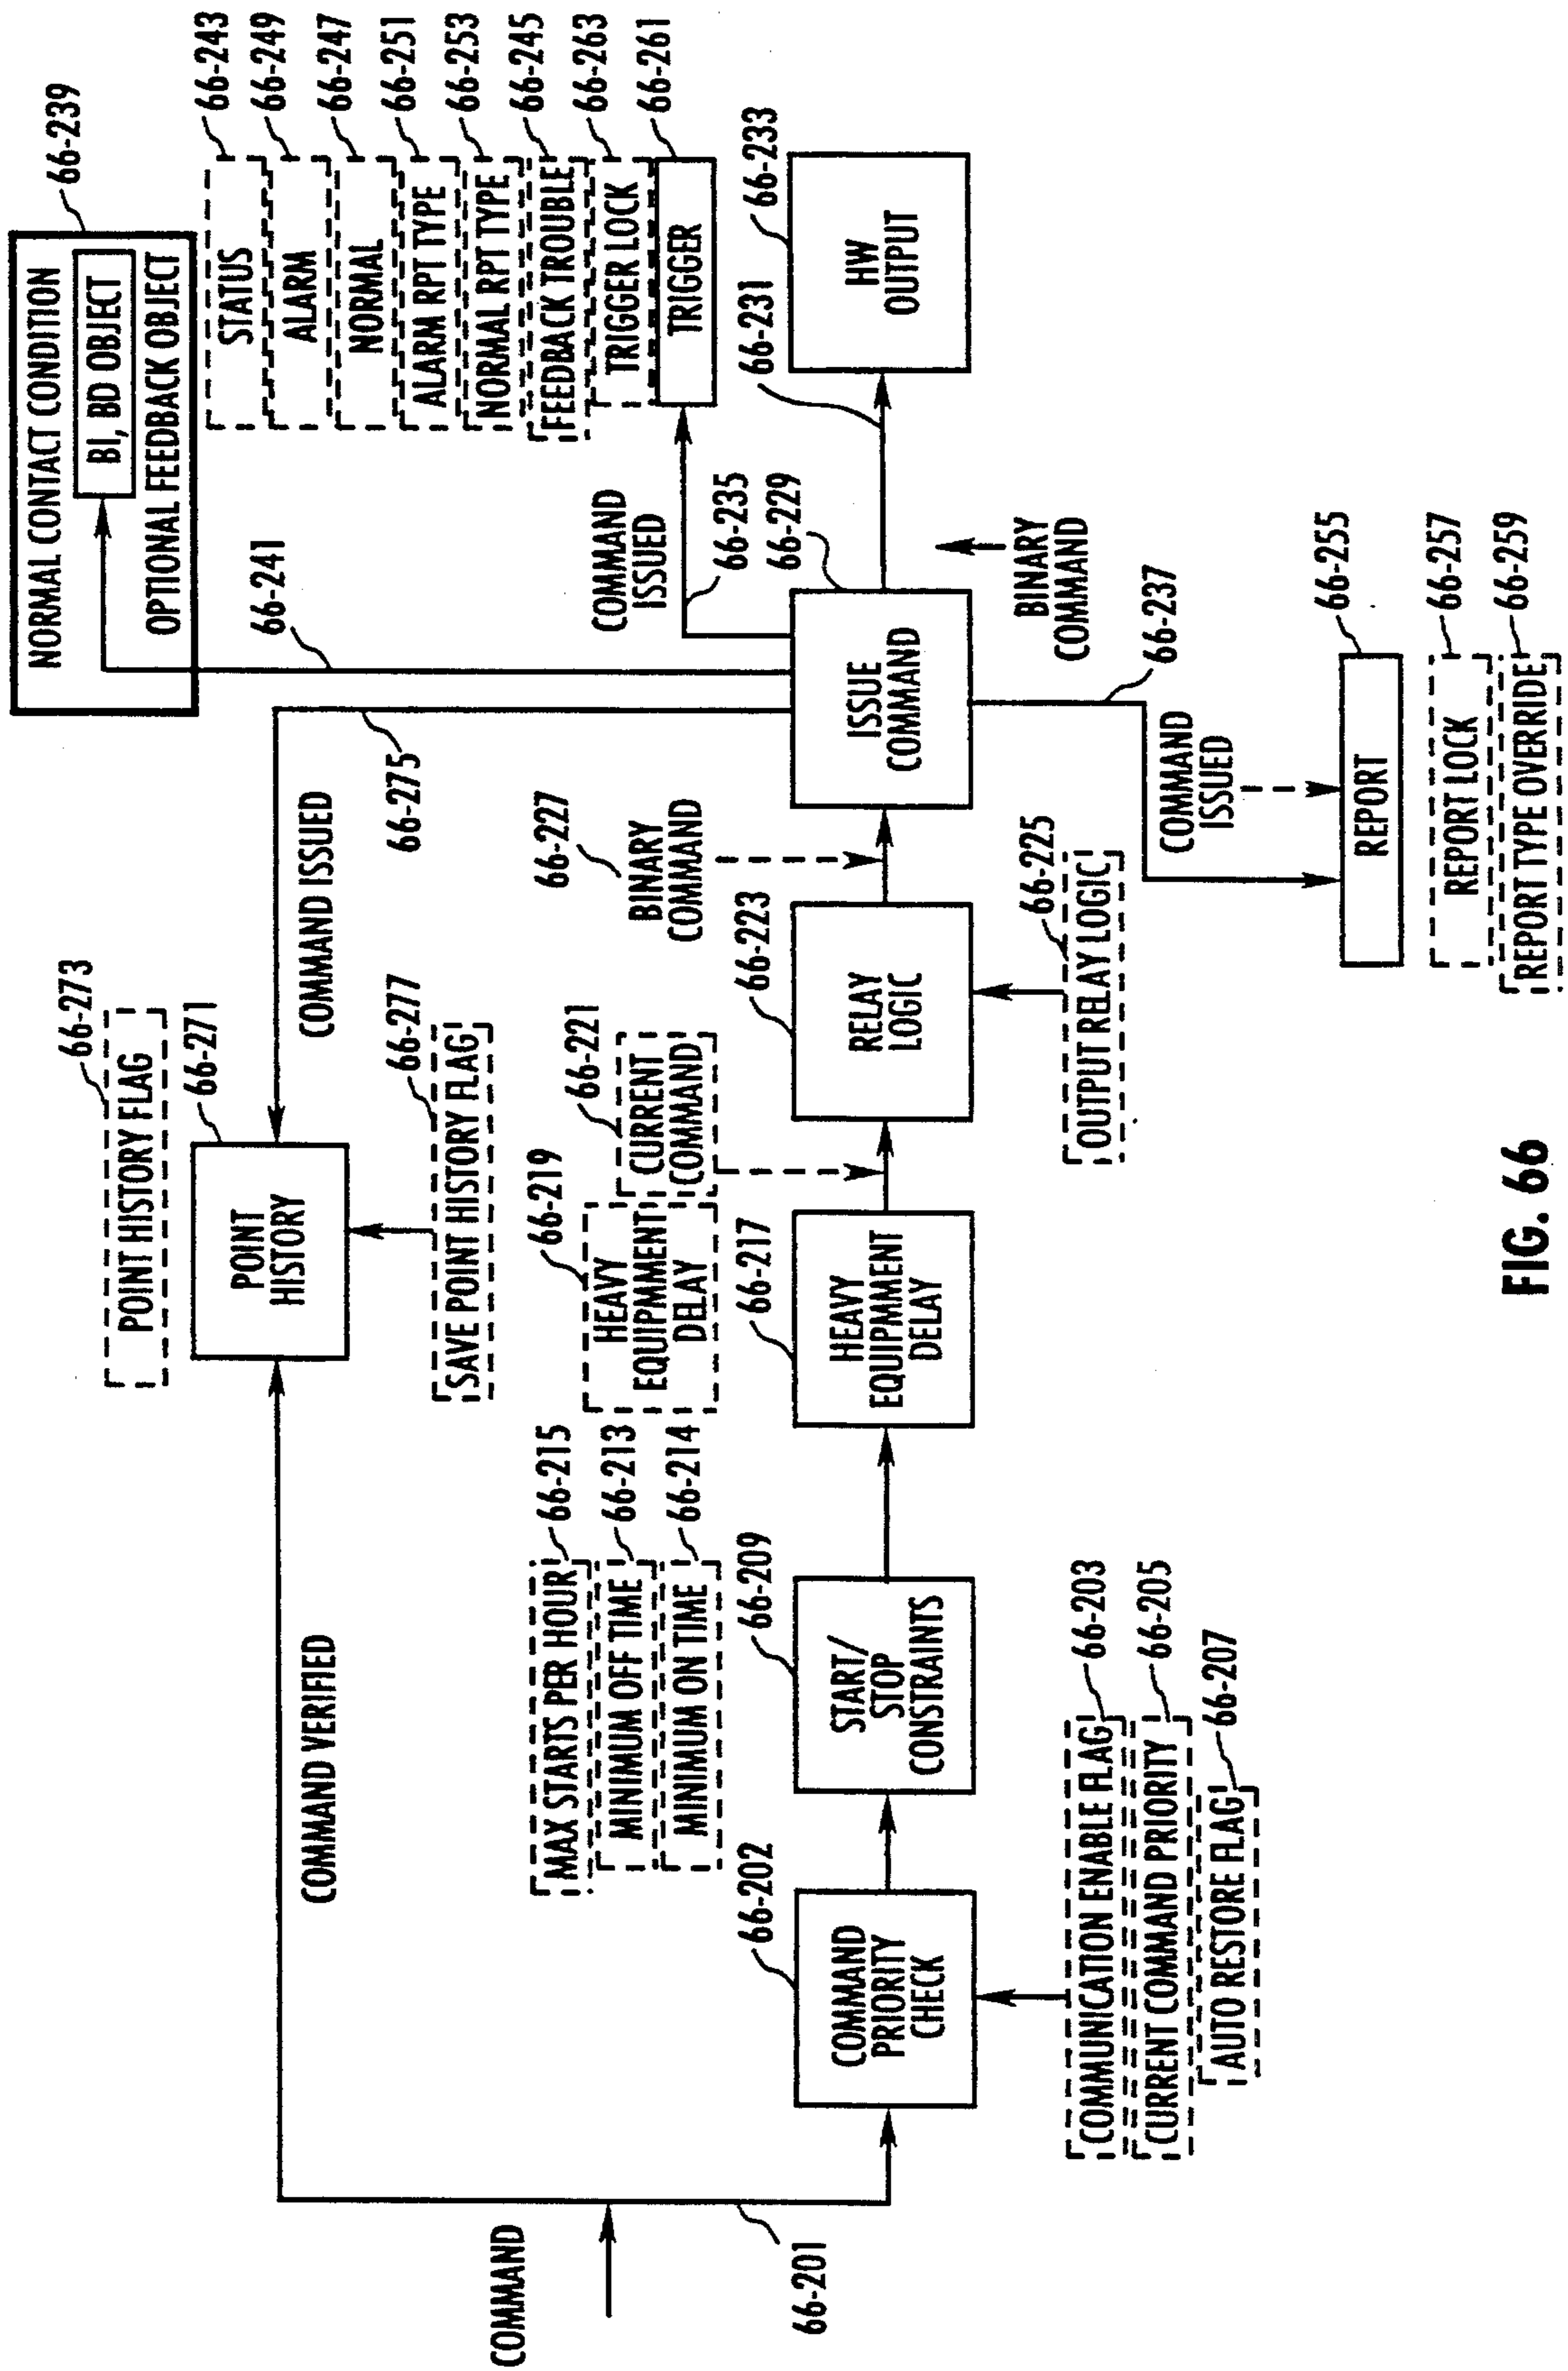 COMMAND
66-201
COMMAND VERIFIED
POINT HISTORY FLAG
66-273
POINT
HISTORY
66-271
SAVE POINT HISTORY FLAG
66-277
COMMAND ISSUED
66-275
66-241
NORMAL CONTACT CONDITION
BI, BD OBJECT
OPTIONAL FEEDBACK OBJECT
66-239
STATUS
66-243
ALARM
66-249
NORMAL
66-247
ALARM RPT TYPE
66-251
NORMAL RPT TYPE
66-253
FEEDBACK TROUBLE
66-245
TRIGGER LOCK
66-263
TRIGGER
66-261
COMMAND
ISSUED
66-235
COMMAND
PRIORITY
CHECK
66-202
COMMUNICATION ENABLE FLAG
66-203
CURRENT COMMAND PRIORITY
66-205
AUTO RESTORE FLAG
66-207
MAX STARTS PER HOUR
66-215
MINIMUM OFF TIME
66-213
MINIMUM ON TIME
66-214
START/
STOP
CONSTRAINTS
66-209
HEAVY
EQUIPMMENT
DELAY
66-219
HEAVY
EQUIPMMENT
DELAY
66-217
CURRENT
COMMAND
66-221
RELAY
LOGIC
66-223
OUTPUT RELAY LOGIC
66-225
BINARY
COMMAND
66-227
ISSUE
COMMAND
66-229
BINARY
COMMAND
66-231
HW
OUTPUT
66-233
66-237
COMMAND
ISSUED
REPORT
66-255
REPORT LOCK
66-257
REPORT TYPE OVERRIDE
66-259
FIG. 66